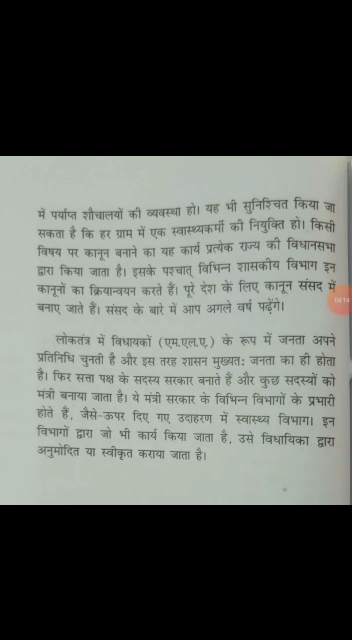 में पर्याप्त शौचालयों की व्यवस्था हो। यह भी सुनिश्चित किया जा
सकता है कि हर ग्राम में एक स्वास्थ्यकर्मी की नियुक्ति हो। किसी
विषय पर कानून बनाने का यह कार्य प्रत्येक राज्य की विधानसभा
द्वारा किया जाता है। इसके पश्चात् विभिन्न शासकीय विभाग इन
कानूनों का क्रियान्वयन करते हैं। पूरे देश के लिए कानून संसद में
बनाए जाते हैं। संसद के बारे में आप अगले वर्ष पढ़ेंगे।
04:14
लोकतंत्र में विधायकों (एम.एल.ए.) के रूप में जनता अपने
प्रतिनिधि चुनती है और इस तरह शासन मुख्यत: जनता का ही होता
है। फिर सत्ता पक्ष के सदस्य सरकार बनाते हैं और कुछ सदस्यों को
मंत्री बनाया जाता है। ये मंत्री सरकार के विभिन्न विभागों के प्रभारी
होते हैं, जैसे-ऊपर दिए गए उदाहरण में स्वास्थ्य विभाग। इन
विभागों द्वारा जो भी कार्य किया जाता है, उसे विधायिका द्वारा
अनुमोदित या स्वीकृत कराया जाता है।